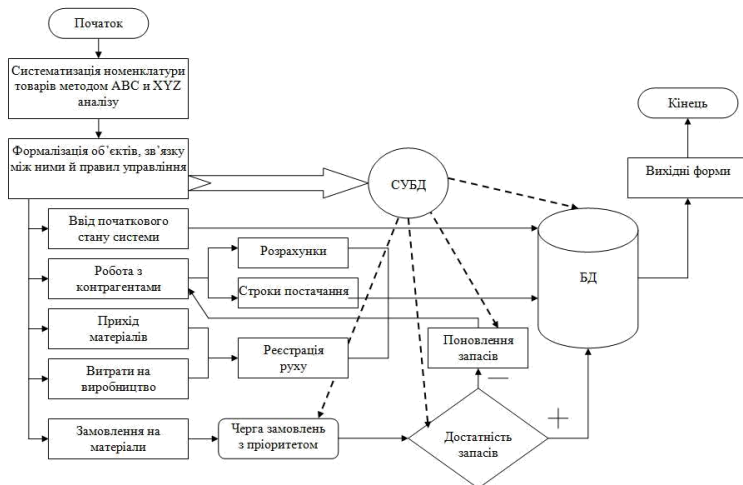 Початок
Систематизація номенклатури
товарів методом АВС и XYZ
аналізу
Кінець
Формалізація об’єктів, зв’язку
між ними й правил управління
СУБД
Вихідні форми
Ввід початкового
стану системи
Розрахунки
БД
Робота з
контрагентами
Строки постачання
Прихід
матеріалів
Реєстрація
руху
Поновлення
запасів
Витрати на
виробництво
−
+
Замовлення на
матеріали
Черга замовлень
з пріоритетом
Достатність
запасів